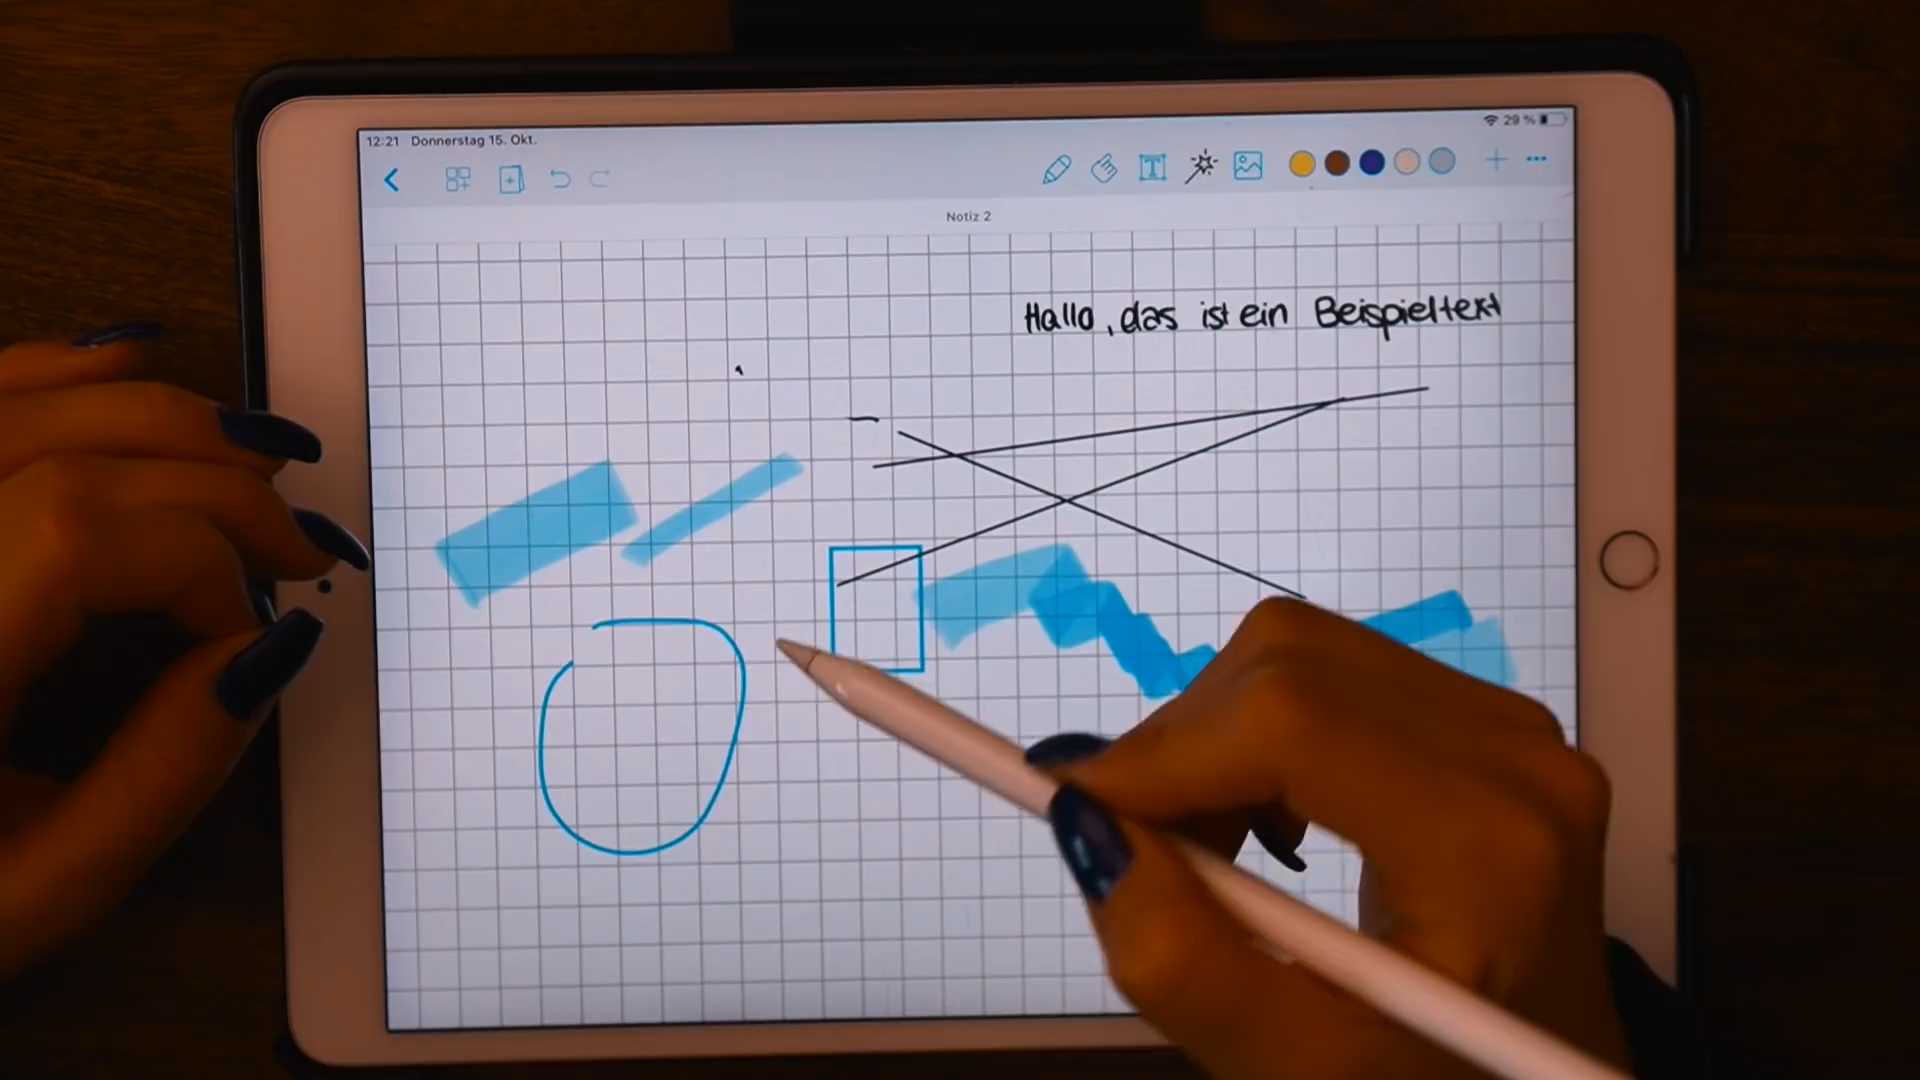 12:21 Donnerstag 15. Okt.
29 %
T
Notiz 2
Hallo, das ist ein Beispieltext